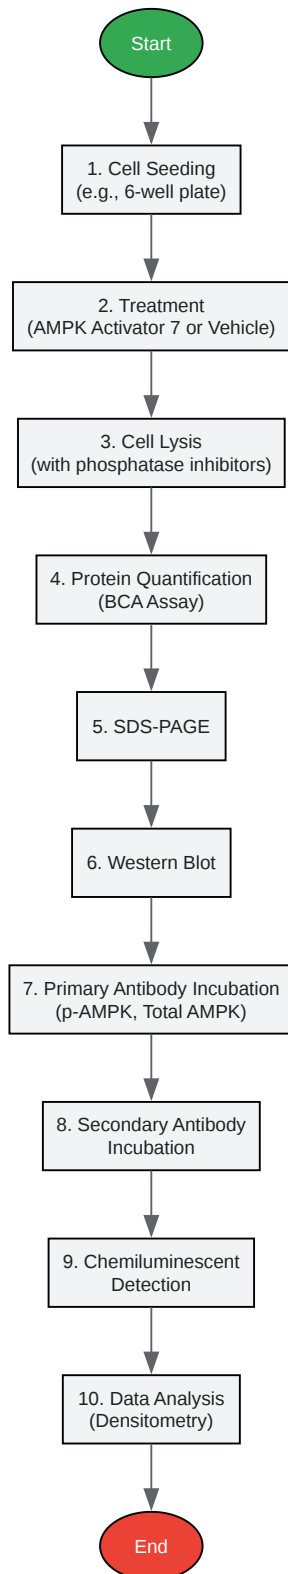 Start
1. Cell Seeding
(e.g., 6-well plate)
2. Treatment
(AMPK Activator 7 or Vehicle)
3. Cell Lysis
(with phosphatase inhibitors)
4. Protein Quantification
(BCA Assay)
5. SDS-PAGE
6. Western Blot
7. Primary Antibody Incubation
(p-AMPK, Total AMPK)
8. Secondary Antibody
Incubation
9. Chemiluminescent
Detection
10. Data Analysis
(Densitometry)
End